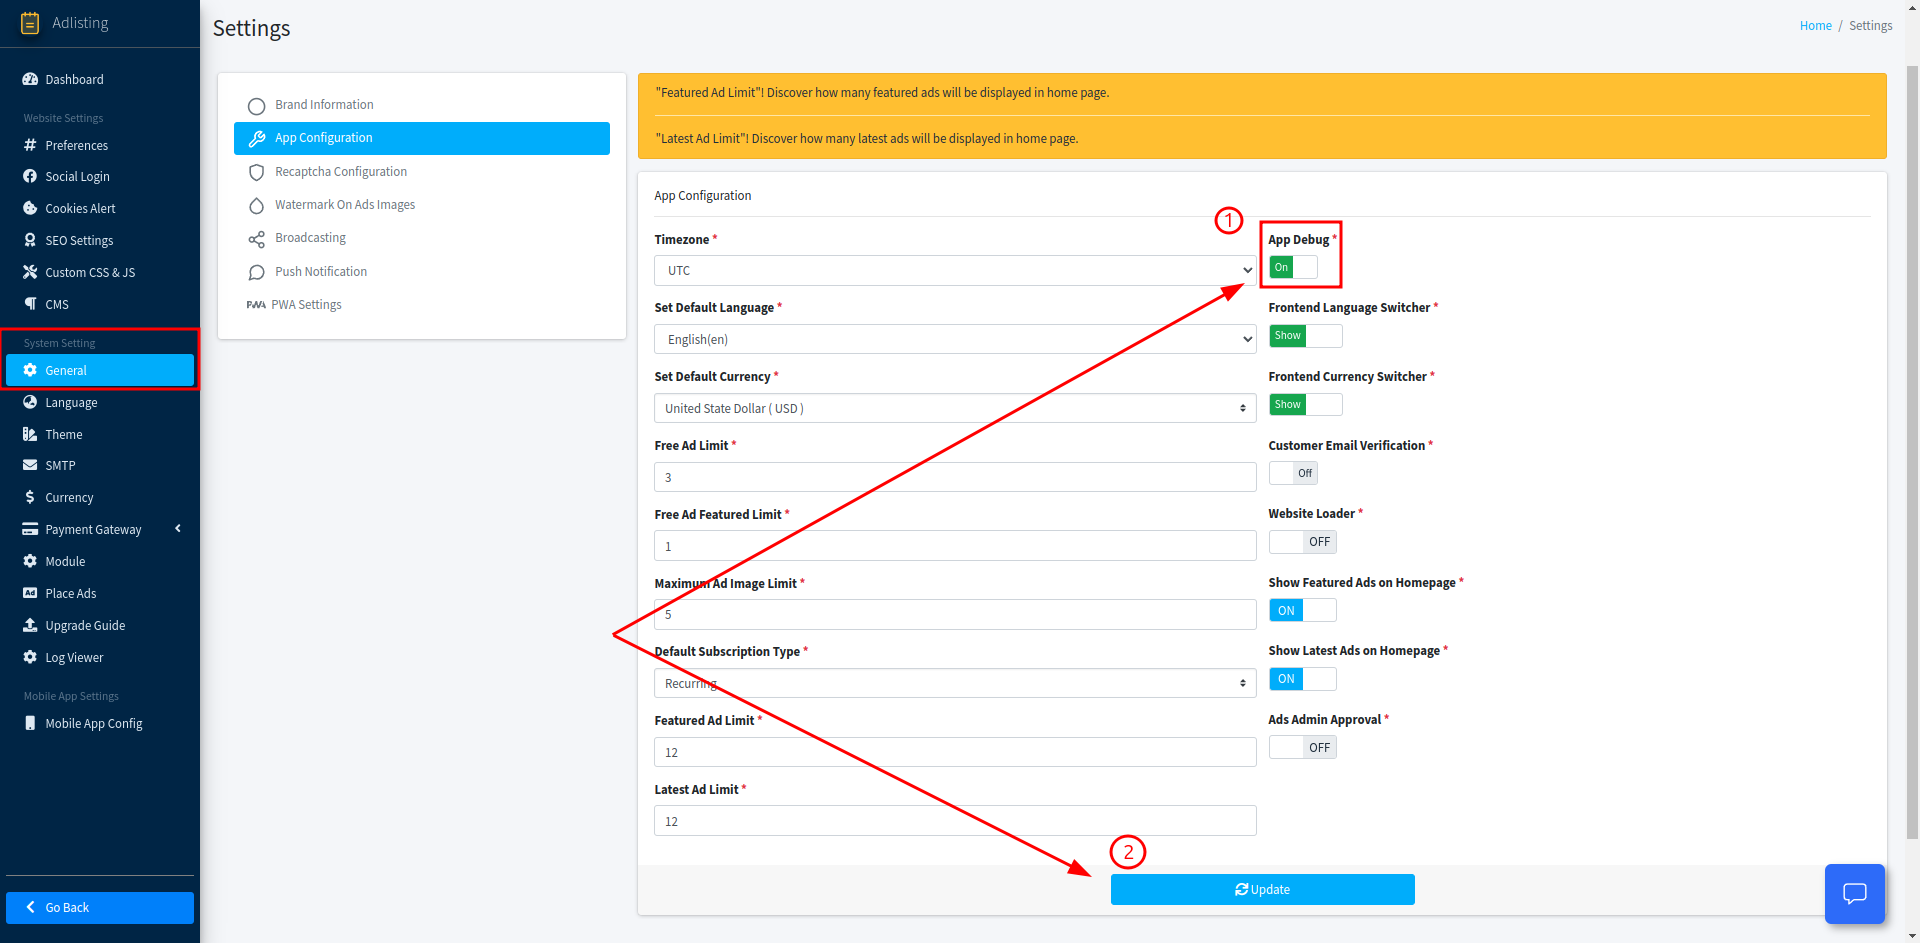 Adlisting
Dashboard
Website Settings
Preferences
Social Login
Cookies Alert
SEO Settings
Custom CSS & JS
CMS
System Setting
General
Language
Theme
SMTP
Currency
Payment Gateway
Module
Place Ads
Upgrade Guide
Log Viewer
Mobile App Settings
Mobile App Config
Go Back
Settings
Home / Settings
Brand Information
App Configuration
Recaptcha Configuration
Watermark On Ads Images
Broadcasting
Push Notification
PWA PWA Settings
"Featured Ad Limit"! Discover how many featured ads will be displayed in home page.
"Latest Ad Limit"! Discover how many latest ads will be displayed in home page.
App Configuration
1
Timezone *
UTC
Set Default Language *
English(en)
Set Default Currency *
United State Dollar ( USD )
Free Ad Limit *
3
Free Ad Featured Limit *
1
Maximum Ad Image Limit *
5
Default Subscription Type *
Recurring
Featured Ad Limit *
12
Latest Ad Limit *
12
App Debug *
On
Frontend Language Switcher *
Show
Frontend Currency Switcher *
Show
Customer Email Verification *
Off
Website Loader *
OFF
Show Featured Ads on Homepage *
ON
Show Latest Ads on Homepage *
ON
Ads Admin Approval *
OFF
2
Update